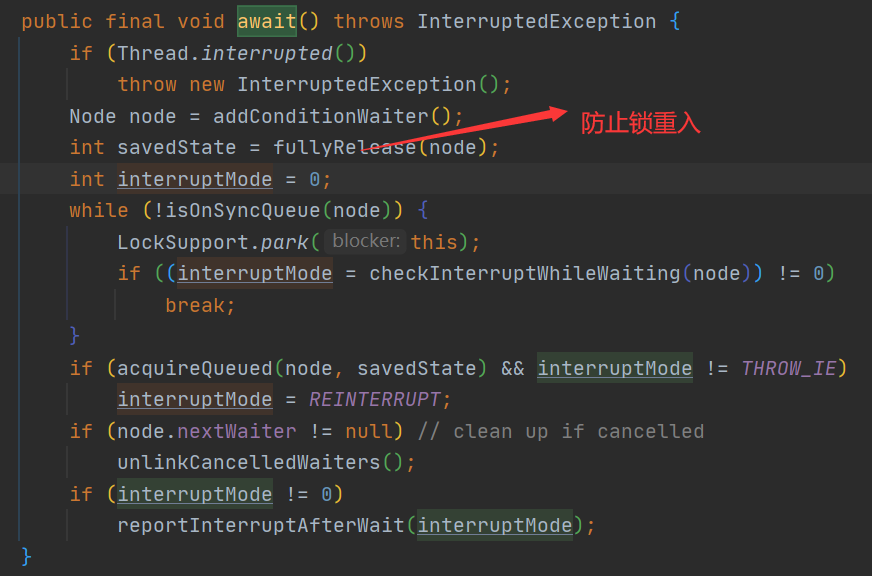 public final void await() throws InterruptedException {
if (Thread.interrupted())
throw new InterruptedException();
Node node = addConditionWaiter();
防止锁重入
int savedState = fullyRelease(node);
int interruptMode = 0;
while (!isOnSyncQueue(node)) {
LockSupport.park( blocker: this);
if ((interruptMode = checkInterruptWhileWaiting(node)) != 0)
break;
}
if (acquireQueued(node, savedState) && interruptMode != THROW_IE)
interruptMode = REINTERRUPT;
if (node.nextWaiter != null) // clean up if cancelled
unlinkCancelledWaiters();
if (interruptMode != 0)
reportInterruptAfterWait(interruptMode);
}